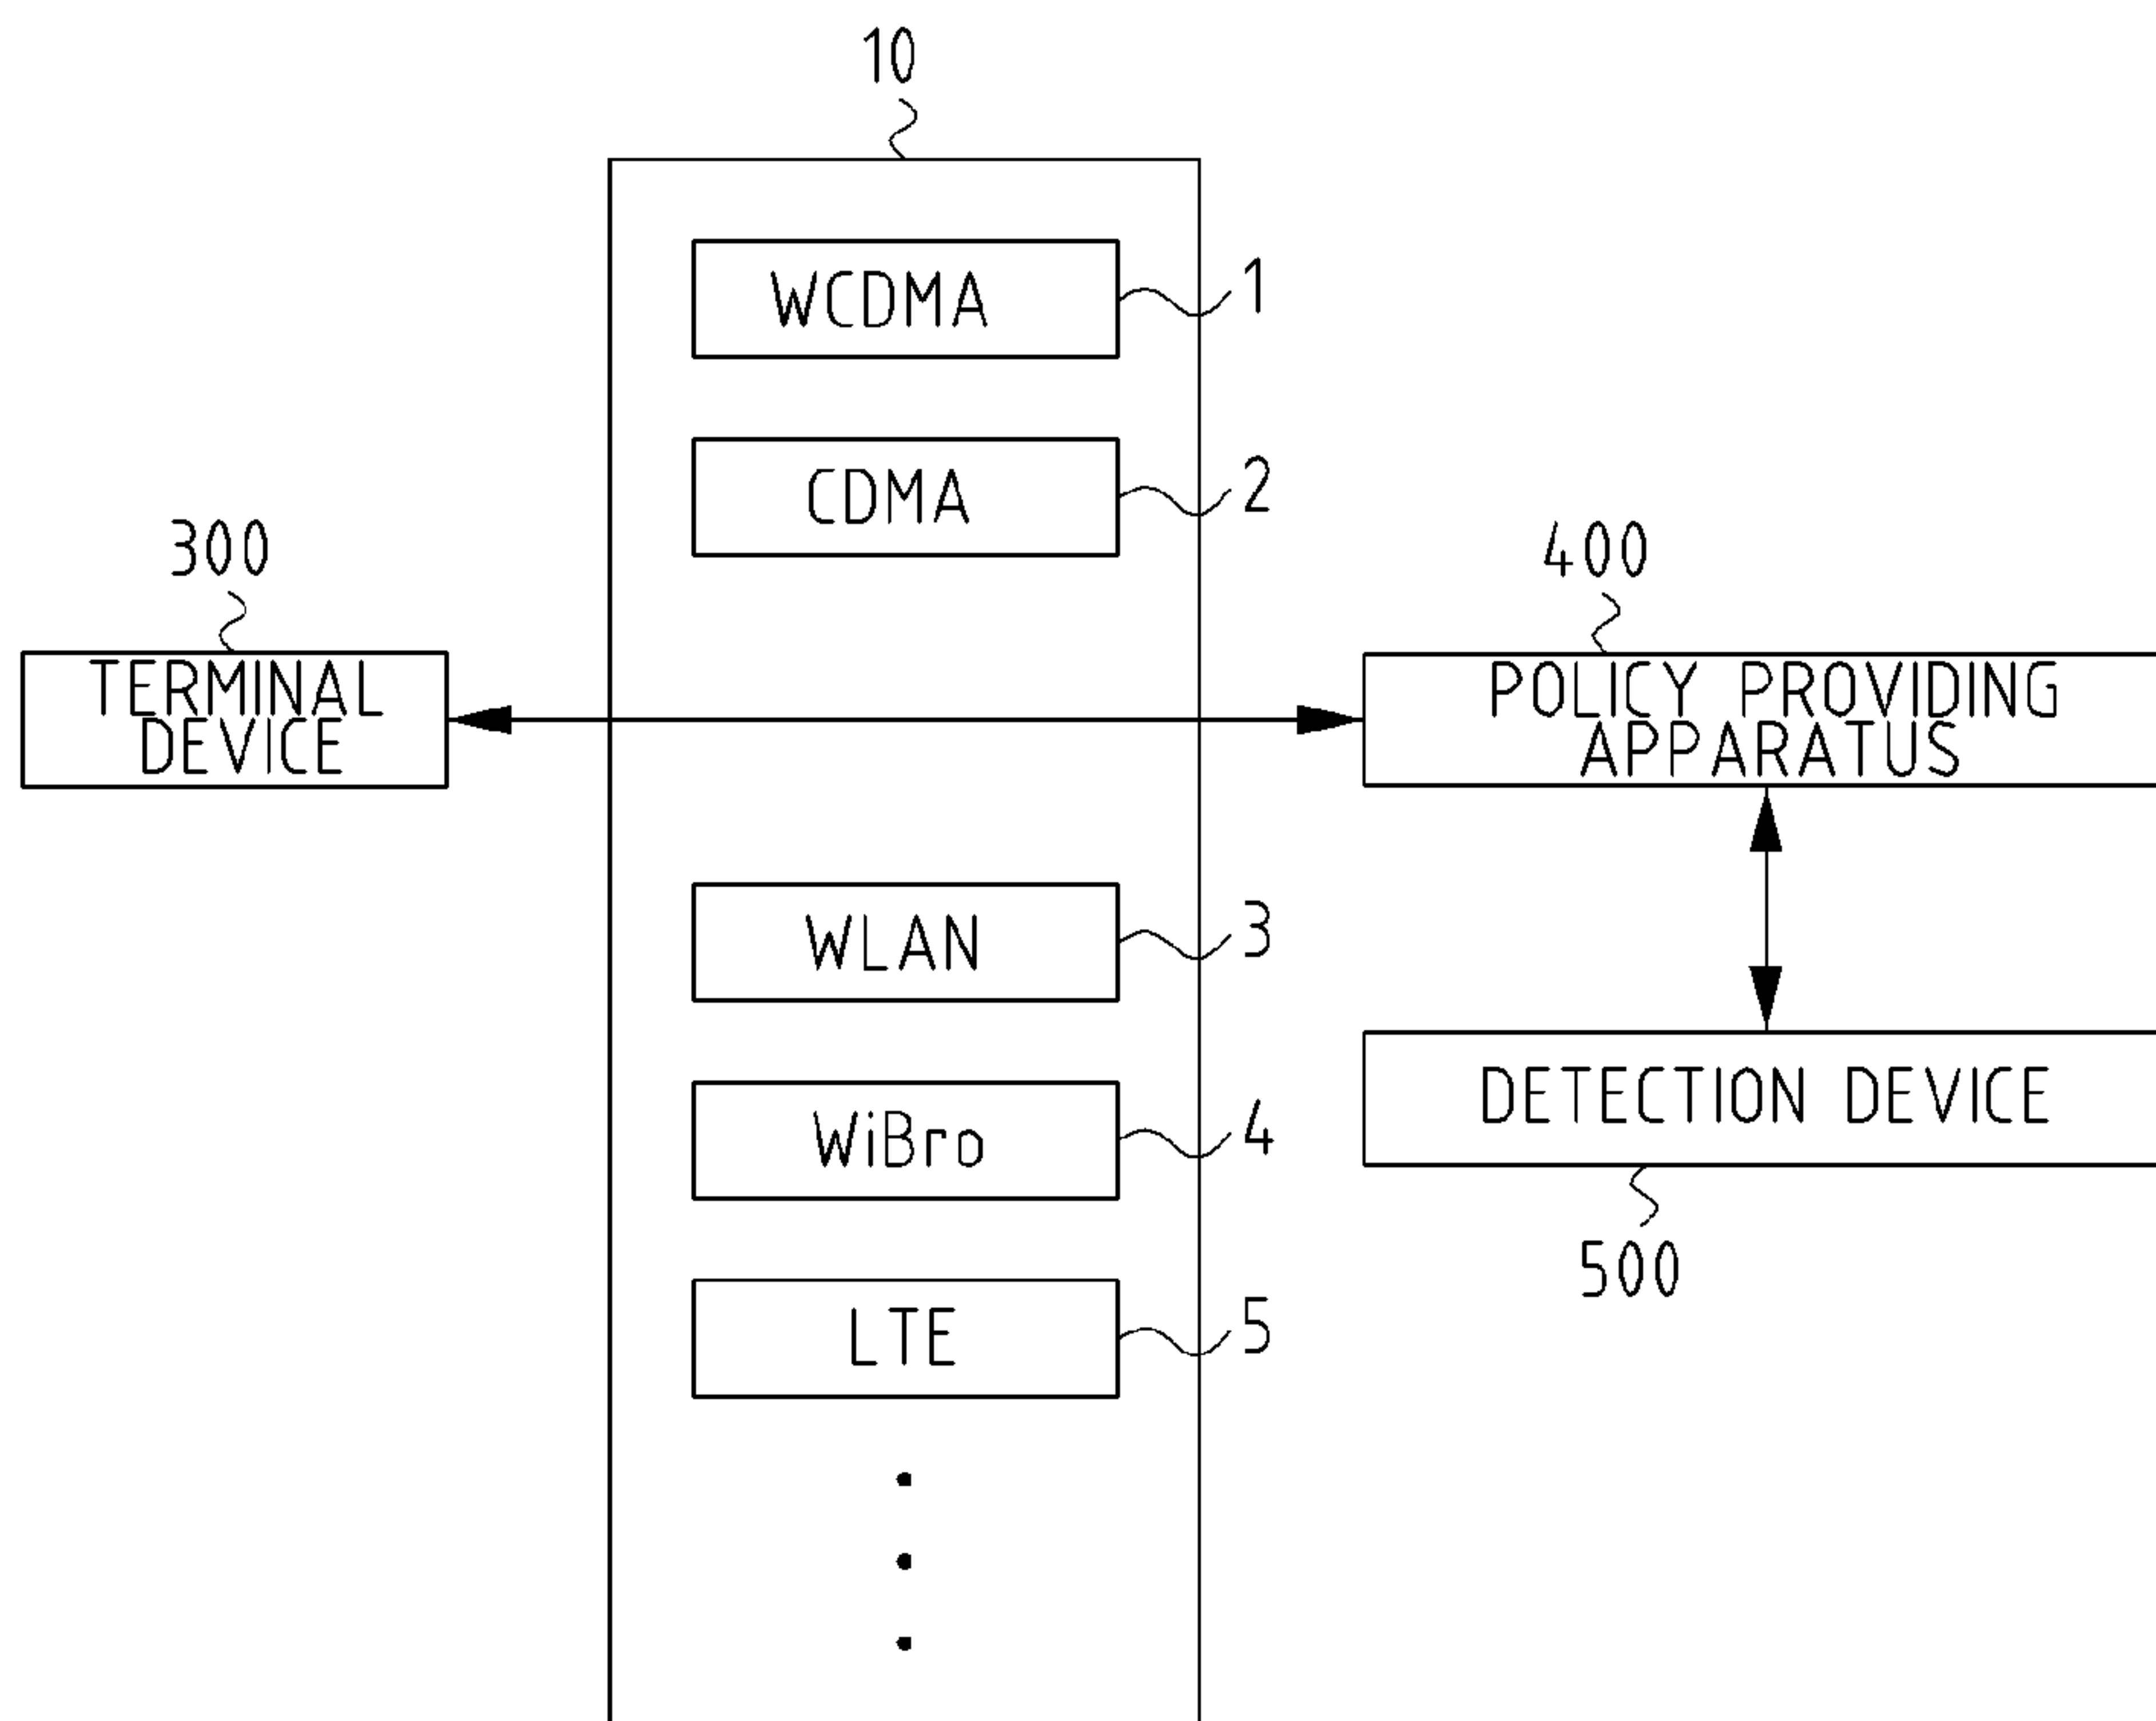 10
WCDMA
1
CDMA
2
300
400
TERMINAL
DEVICE
POLICY PROVIDING
APPARATUS
WLAN
3
DETECTION DEVICE
WiBro
4
500
LTE
5